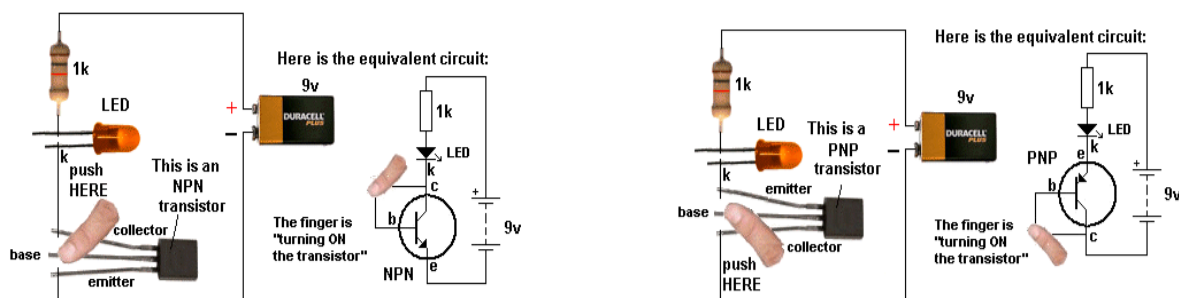 1k
LED
k
push
HERE
This is an
NPN
transistor
collector
base
emitter
+
−
9v
DURACELL
PLUS
Here is the equivalent circuit:
1k
LED
k
c
b
e
NPN
+
9v
The finger is
"turning ON
the transistor"
1k
LED
k
This is a
PNP
transistor
emitter
base
collector
push
HERE
+
−
9v
DURACELL
PLUS
Here is the equivalent circuit:
1k
LED
k
PNP
e
b
c
+
9v
The finger is
"turning ON
the transistor"